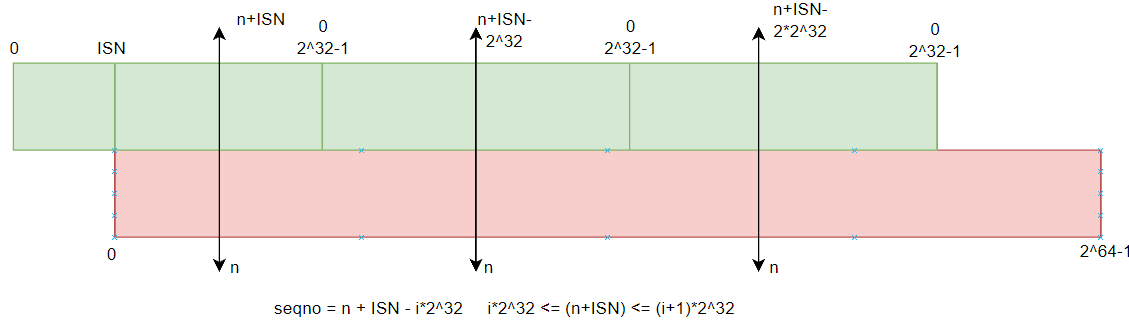 n+ISN-
2*2^32
n+ISN
0
n+ISN-
2^32
0
0
0
ISN
2^32-1
2^32-1
2^32-1
0
n
n
n
2^64-1
seqno = n + ISN - i*2^32 i*2^32 <= (n+ISN) <= (i+1)*2^32